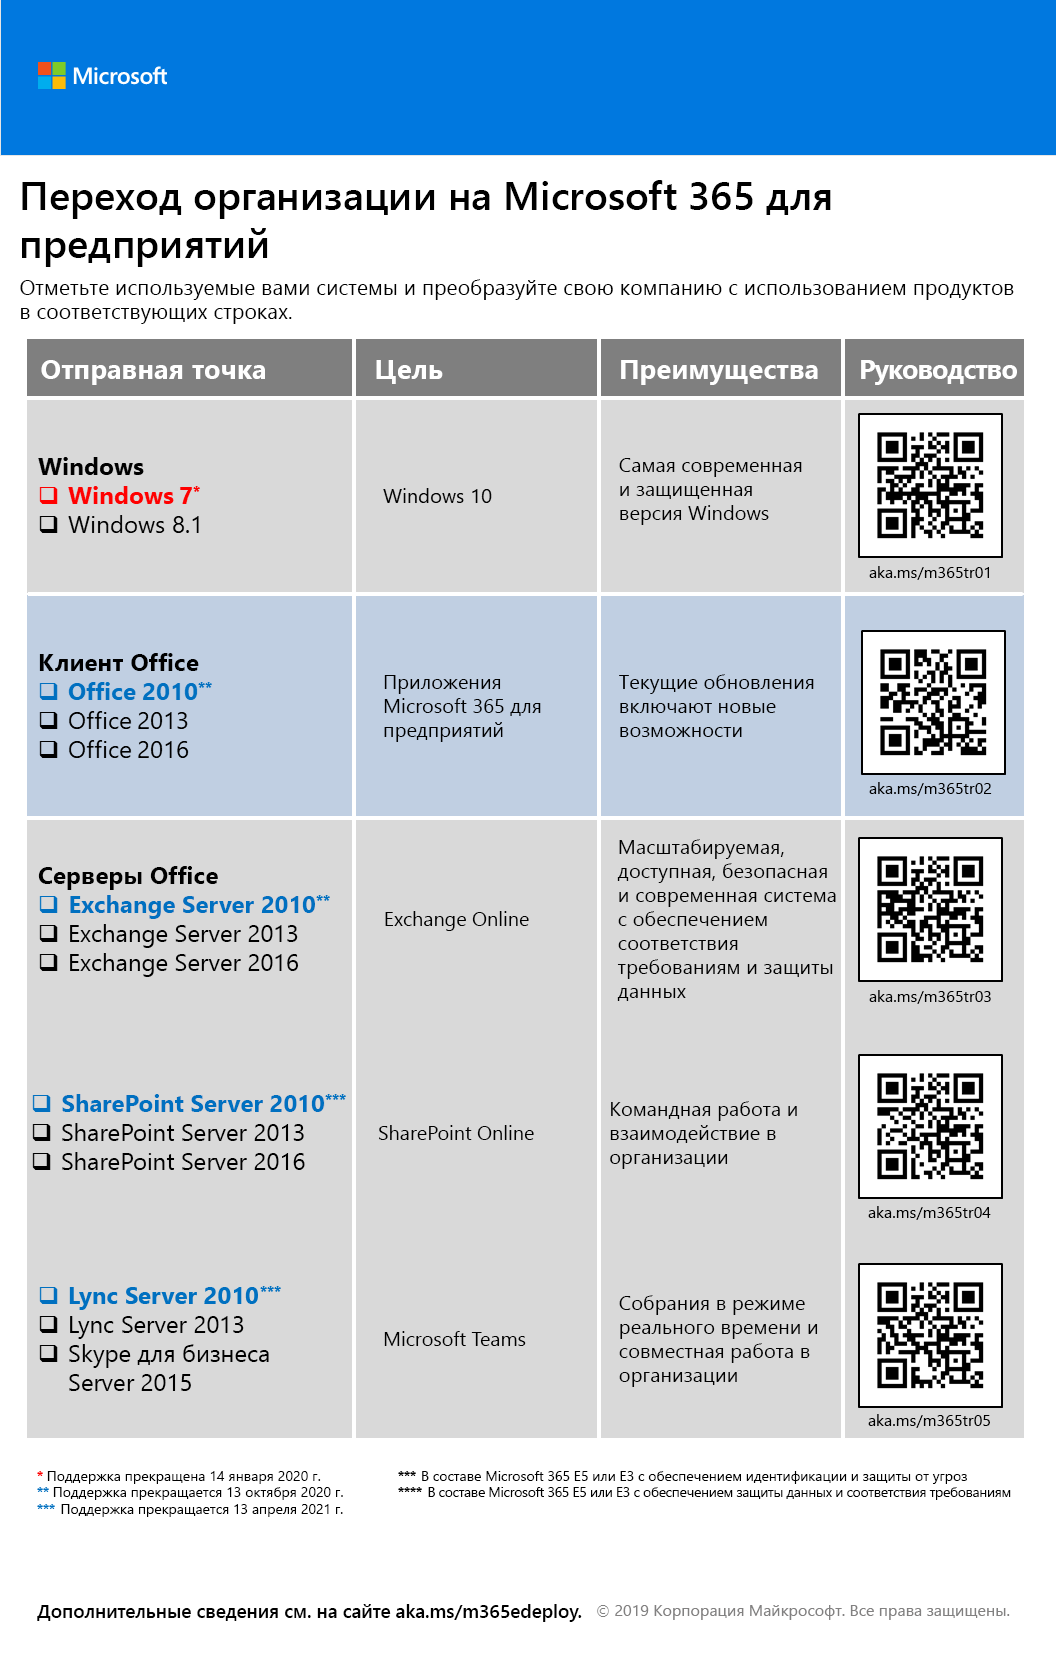 Microsoft
Переход организации на Microsoft 365 для
предприятий
Отметьте используемые вами системы и преобразуйте свою компанию с использованием продуктов
в соответствующих строках.
Отправная точка Цель Преимущества Руководство
Windows
Windows 7*
Windows 8.1
Windows 10
Самая современная
и защищенная
версия Windows
aka.ms/m365tr01
Клиент Office
Office 2010**
Office 2013
Office 2016
Приложения
Microsoft 365 для
предприятий
Текущие обновления
включают новые
возможности
aka.ms/m365tr02
Серверы Office
Exchange Server 2010**
Exchange Server 2013
Exchange Server 2016
Exchange Online
Масштабируемая,
доступная, безопасная
и современная система
с обеспечением
соответствия
требованиям и защиты
данных
aka.ms/m365tr03
SharePoint Server 2010***
SharePoint Server 2013
SharePoint Server 2016
SharePoint Online
Командная работа и
взаимодействие в
организации
aka.ms/m365tr04
Lync Server 2010***
Lync Server 2013
Skype для бизнеса
Server 2015
Microsoft Teams
Собрания в режиме
реального времени и
совместная работа в
организации
aka.ms/m365tr05
* Поддержка прекращена 14 января 2020 г.
** Поддержка прекращается 13 октября 2020 г.
*** Поддержка прекращается 13 апреля 2021 г.
*** В составе Microsoft 365 E5 или E3 с обеспечением идентификации и защиты от угроз
**** В составе Microsoft 365 E5 или E3 с обеспечением защиты данных и соответствия требованиям
Дополнительные сведения см. на сайте aka.ms/m365edeploy.
© 2019 Корпорация Майкрософт. Все права защищены.